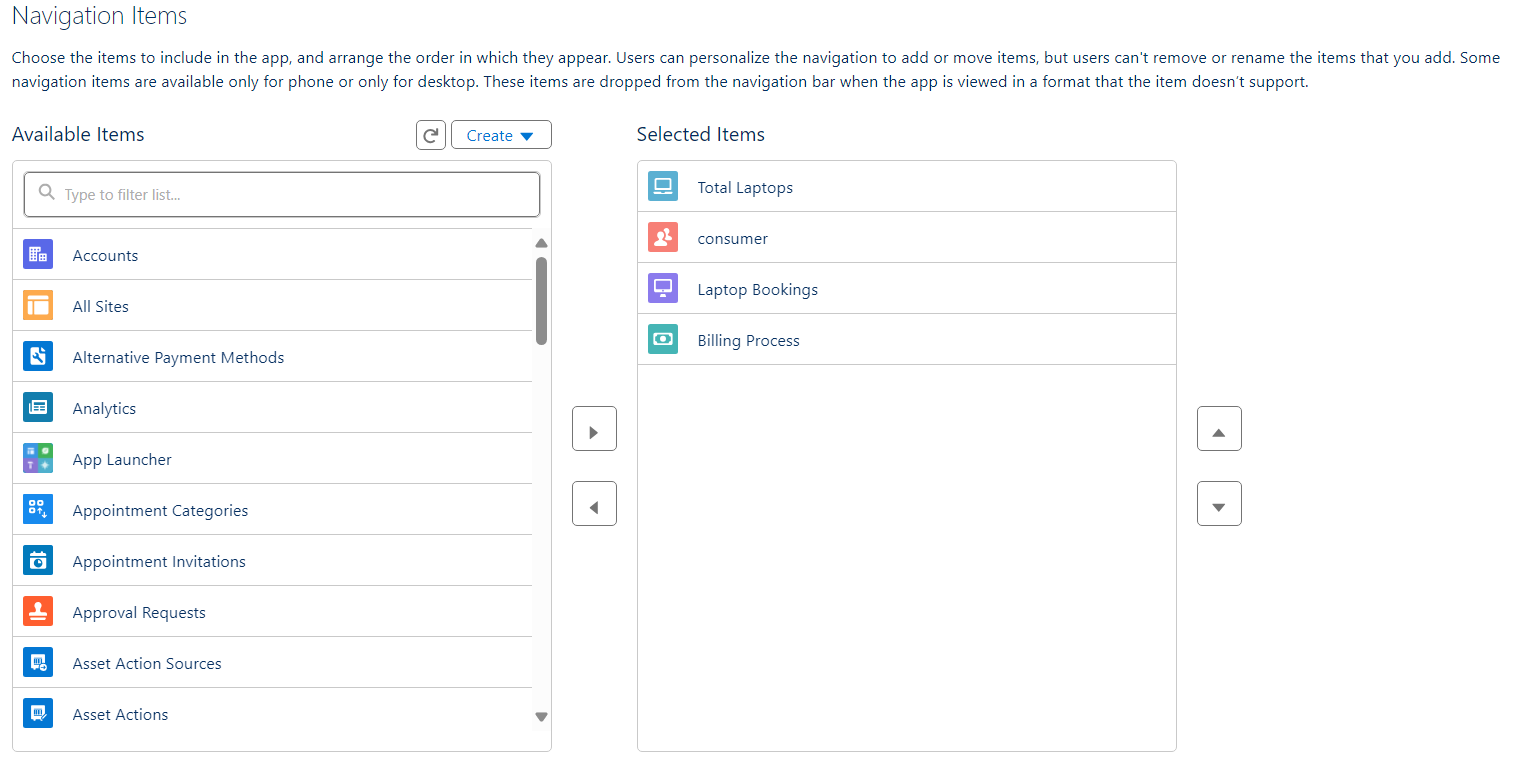 Navigation Items
Choose the items to include in the app, and arrange the order in which they appear. Users can personalize the navigation to add or move items, but users can't remove or rename the items that you add. Some
navigation items are available only for phone or only for desktop. These items are dropped from the navigation bar when the app is viewed in a format that the item doesn't support.
Available Items
Create
Type to filter list...
Accounts
All Sites
Alternative Payment Methods
Analytics
App Launcher
Appointment Categories
Appointment Invitations
Approval Requests
Asset Action Sources
Asset Actions
Selected Items
Total Laptops
consumer
Laptop Bookings
Billing Process